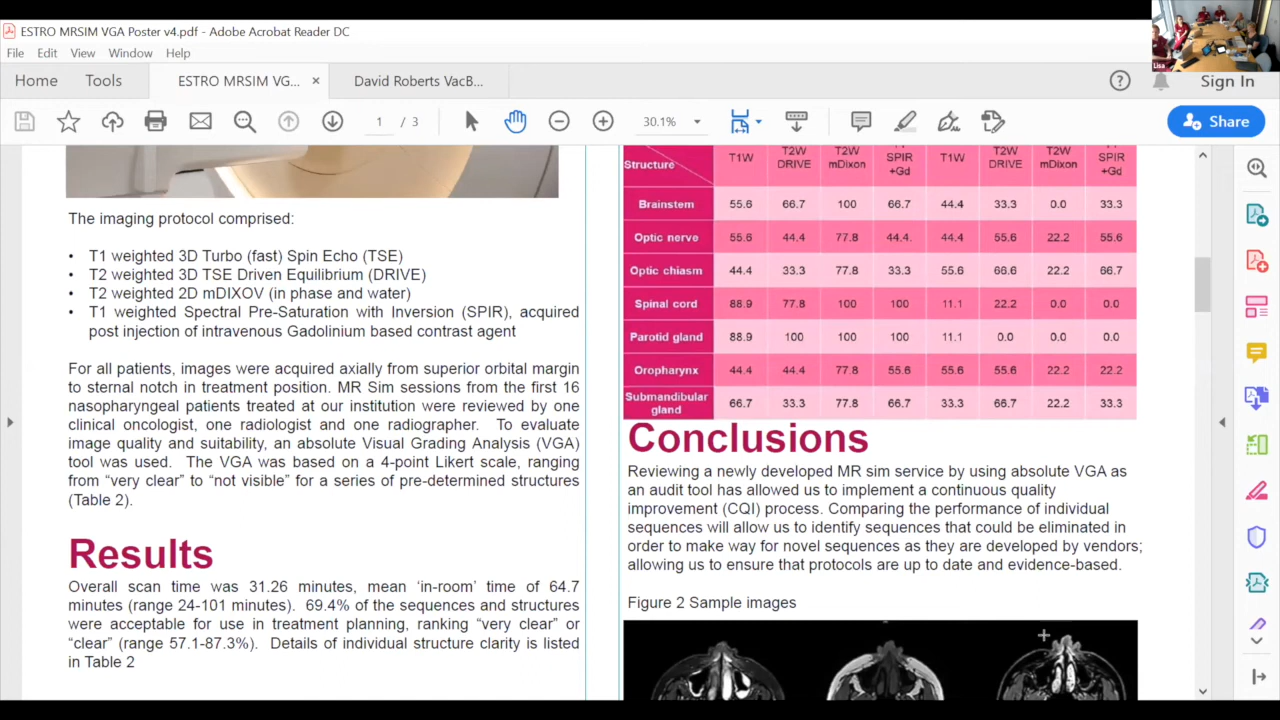 ESTRO MRSIM VGA Poster v4.pdf - Adobe Acrobat Reader DC
File Edit View Window Help
Home Tools ESTRO MRSIM VG... × David Roberts VacB... Sign In
1 / 3 30.1% Share
Lisa
The imaging protocol comprised:
• T1 weighted 3D Turbo (fast) Spin Echo (TSE)
• T2 weighted 3D TSE Driven Equilibrium (DRIVE)
• T2 weighted 2D mDIXOV (in phase and water)
• T1 weighted Spectral Pre-Saturation with Inversion (SPIR), acquired
post injection of intravenous Gadolinium based contrast agent
For all patients, images were acquired axially from superior orbital margin
to sternal notch in treatment position. MR Sim sessions from the first 16
nasopharyngeal patients treated at our institution were reviewed by one
clinical oncologist, one radiologist and one radiographer. To evaluate
image quality and suitability, an absolute Visual Grading Analysis (VGA)
tool was used. The VGA was based on a 4-point Likert scale, ranging
from “very clear” to “not visible” for a series of pre-determined structures
(Table 2).
Results
Overall scan time was 31.26 minutes, mean ‘in-room’ time of 64.7
minutes (range 24-101 minutes). 69.4% of the sequences and structures
were acceptable for use in treatment planning, ranking “very clear” or
“clear” (range 57.1-87.3%). Details of individual structure clarity is listed
in Table 2
Structure T1W T2W DRIVE T2W mDixon SPIR +Gd T1W T2W DRIVE T2W mDixon SPIR +Gd
Brainstem 55.6 66.7 100 66.7 44.4 33.3 0.0 33.3
Optic nerve 55.6 44.4 77.8 44.4. 44.4 55.6 22.2 55.6
Optic chiasm 44.4 33.3 77.8 33.3 55.6 66.6 22.2 66.7
Spinal cord 88.9 77.8 100 100 11.1 22.2 0.0 0.0
Parotid gland 88.9 100 100 100 11.1 0.0 0.0 0.0
Oropharynx 44.4 44.4 77.8 55.6 55.6 55.6 22.2 22.2
Submandibular gland 66.7 33.3 77.8 66.7 33.3 66.7 22.2 33.3
Conclusions
Reviewing a newly developed MR sim service by using absolute VGA as
an audit tool has allowed us to implement a continuous quality
improvement (CQI) process. Comparing the performance of individual
sequences will allow us to identify sequences that could be eliminated in
order to make way for novel sequences as they are developed by vendors;
allowing us to ensure that protocols are up to date and evidence-based.
Figure 2 Sample images